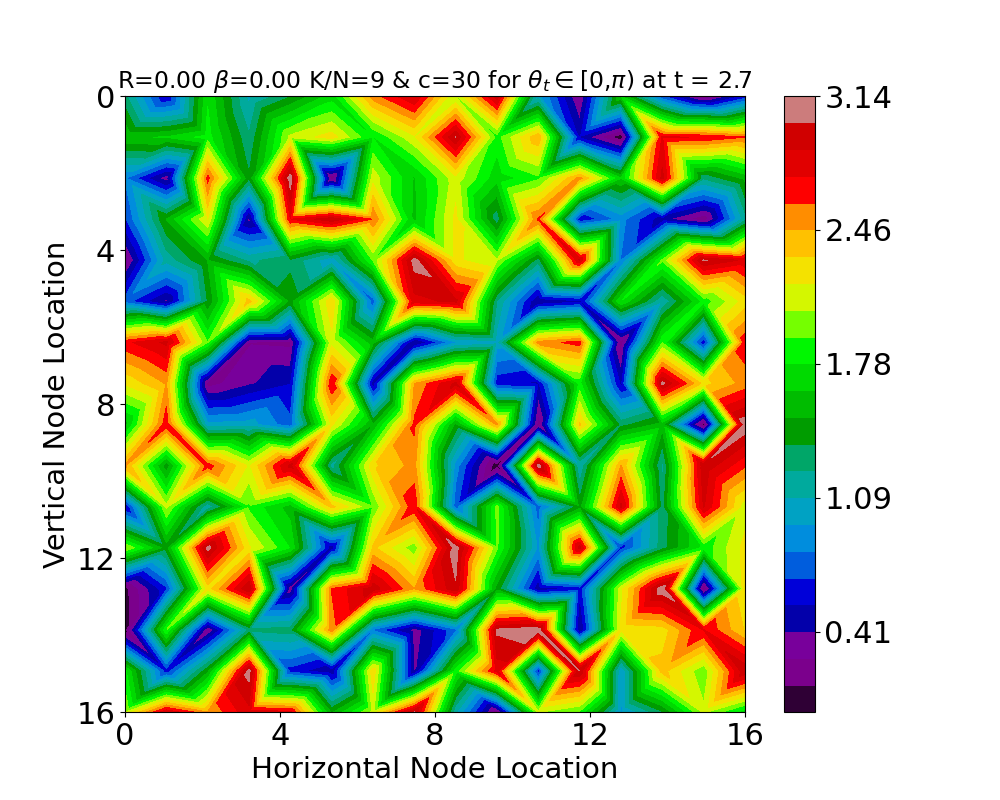 R=0.00 β=0.00 K/N=9 & c=30 for θₜ ∈ [0,π) at t = 2.7
0
4
8
12
16
Vertical Node Location
0 4 8 12 16
Horizontal Node Location
3.14
2.46
1.78
1.09
0.41